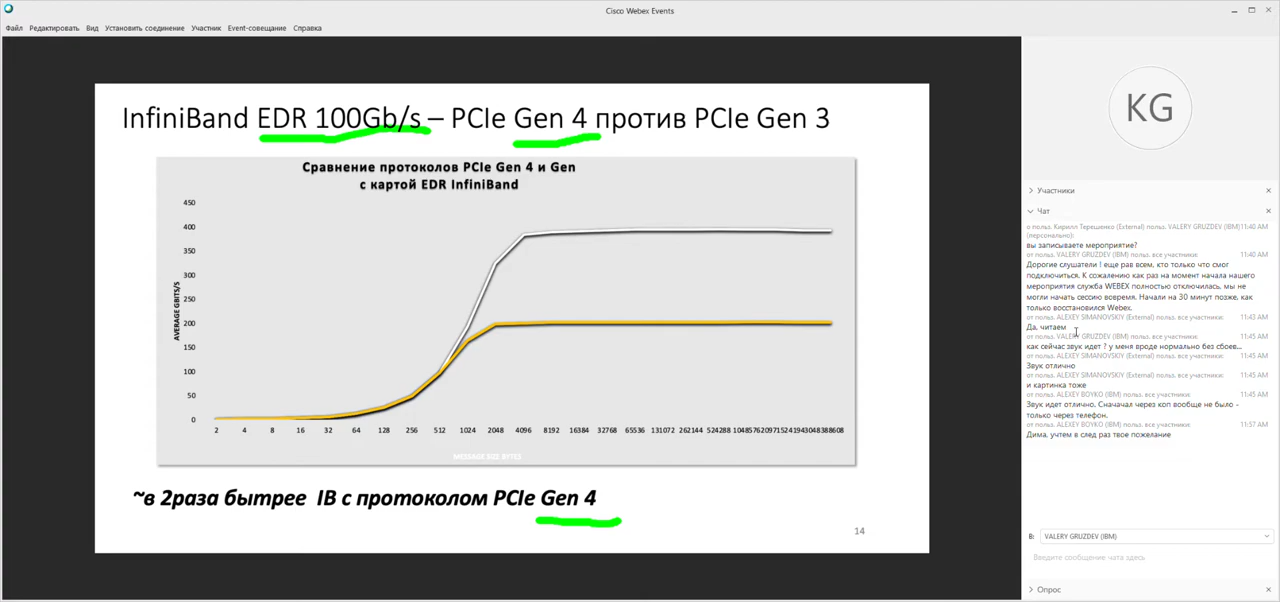 Cisco Webex Events
Файл Редактировать Вид Установить соединение Участник Event-совещание Справка
InfiniBand EDR 100Gb/s – PCIe Gen 4 против PCIe Gen 3
Сравнение протоколов PCIe Gen 4 и Gen
с картой EDR InfiniBand
AVERAGE GBITS/S
450
400
350
300
250
200
150
100
50
0
2 4 8 16 32 64 128 256 512 1024 2048 4096 8192 16384 32768 65536 131072 262144 524288 1048576 2097152 4194304 8388608
MESSAGE SIZE BYTES
~в 2раза бытрее IB с протоколом PCIe Gen 4
14
KG
Участники
Чат
о польз. Кирилл Терешенко (External) польз. VALERY GRUZDEV (IBM) 11:40 AM
(персонально):
вы записываете мероприятие?
от польз. VALERY GRUZDEV (IBM) польз. все участники: 11:40 AM
Дорогие слушатели ! еще рав всем, кто только что смог
подключиться. К сожалению как раз на момент начала нашего
мероприятия служба WEBEX полностью отключилась, мы не
могли начать сессию вовремя. Начали на 30 минут позже, как
только восстановился Webex.
от польз. ALEXEY SIMANOVSKIY (External) польз. все участники: 11:43 AM
Да, читаем
от польз. VALERY GRUZDEV (IBM) польз. все участники: 11:45 AM
как сейчас звук идет ? у меня вроде нормально без сбоев...
от польз. ALEXEY SIMANOVSKIY (External) польз. все участники: 11:45 AM
Звук отлично
от польз. ALEXEY SIMANOVSKIY (External) польз. все участники: 11:45 AM
и картинка тоже
от польз. ALEXEY BOYKO (IBM) польз. все участники: 11:45 AM
Звук идет отлично. Сначачал через коп вообще не было -
только через телефон.
от польз. ALEXEY BOYKO (IBM) польз. все участники: 11:57 AM
Дима, учтем в след раз твое пожелание
В: VALERY GRUZDEV (IBM)
Введите сообщение чата здесь
Опрос